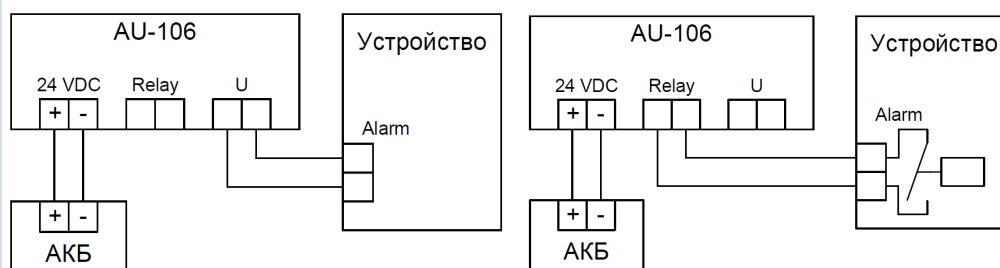 AU-106
Устройство
24 VDC Relay U
+ -
Alarm
+ -
АКБ
AU-106
Устройство
24 VDC Relay U
+ -
Alarm
+ -
АКБ